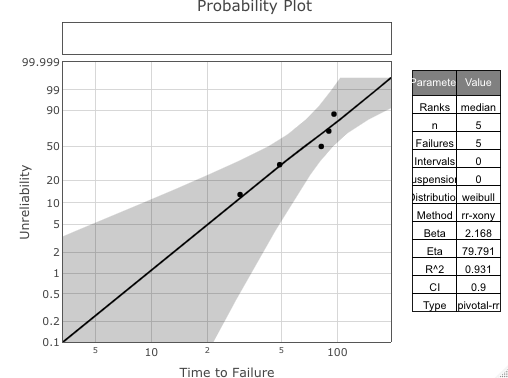 Probability Plot
99.999
99
90
50
20
10
5
2
1
0.5
0.2
0.1
Unreliability
5 10 2 5 100
Time to Failure
Paramete Value
Ranks median
n 5
Failures 5
Intervals 0
uspension 0
Distributio weibull
Method rr-xony
Beta 2.168
Eta 79.791
R^2 0.931
CI 0.9
Type pivotal-rr